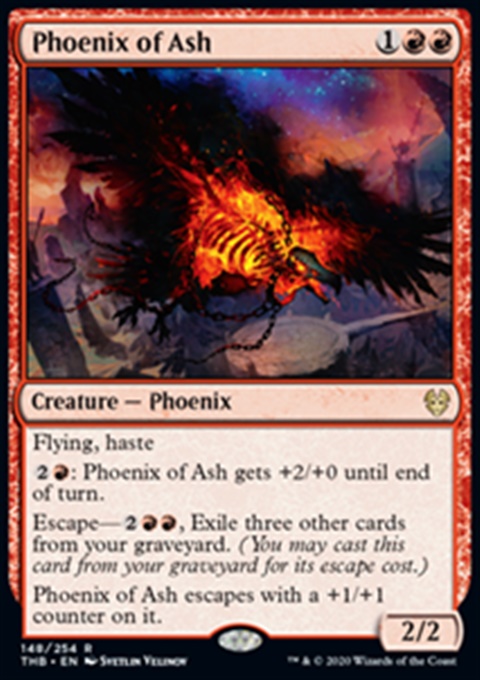 Phoenix of Ash 1
Creature — Phoenix
Flying, haste
2: Phoenix of Ash gets +2/+0 until end
of turn.
Escape—2, Exile three other cards
from your graveyard. (You may cast this
card from your graveyard for its escape cost.)
Phoenix of Ash escapes with a +1/+1
counter on it.
2/2
148/254 R
THB • EN Svetlin Velinov
™ & © 2020 Wizards of the Coast